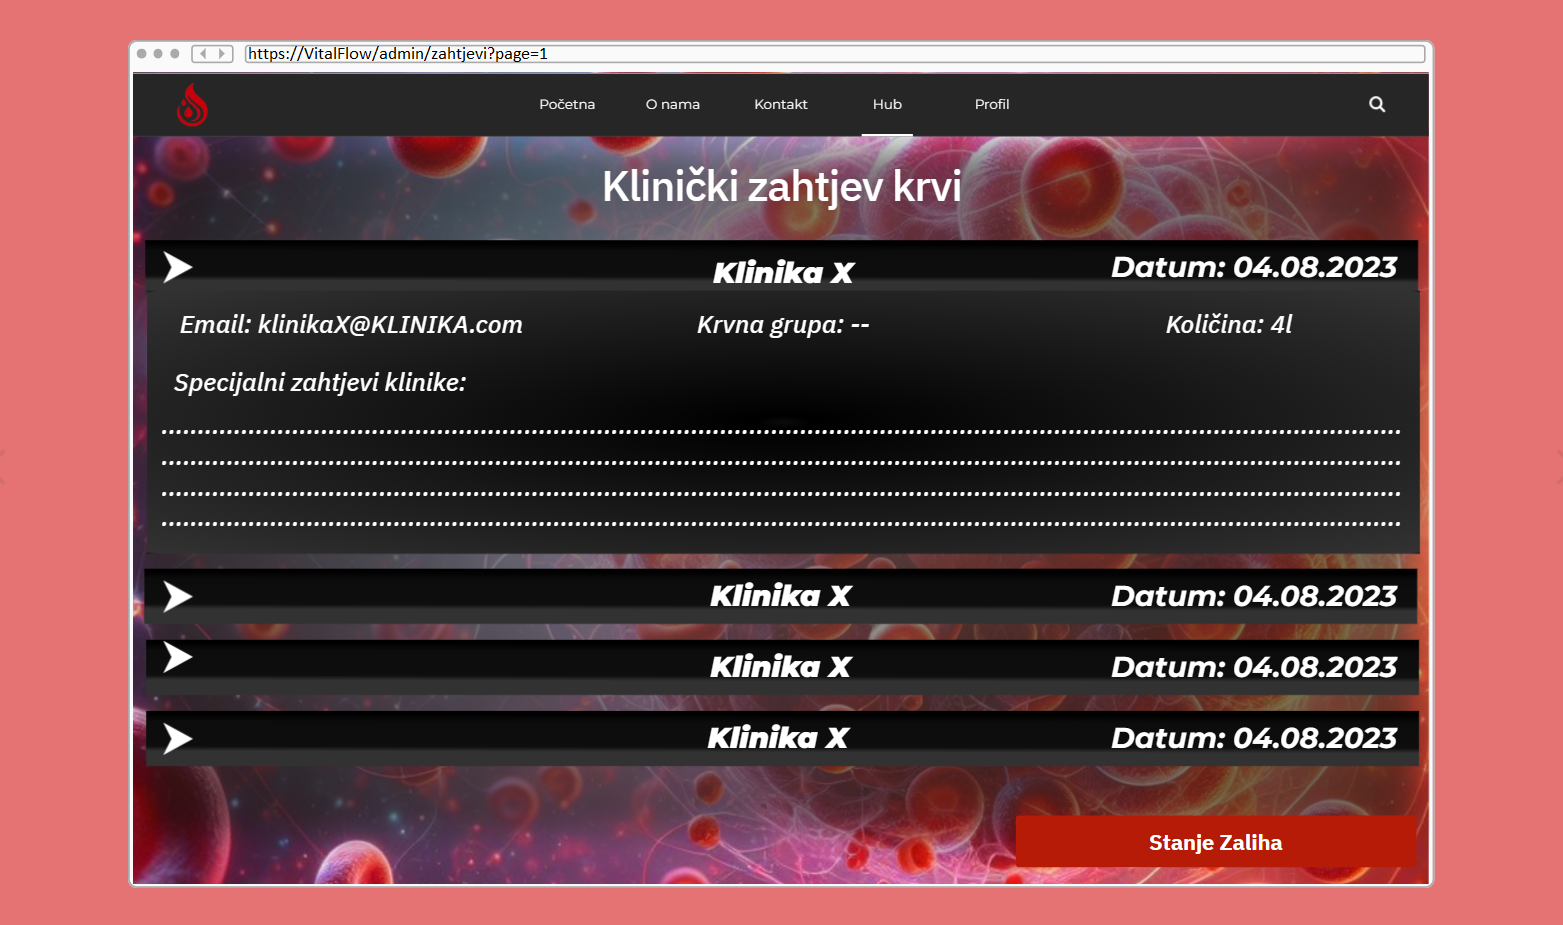 https://VitalFlow/admin/zahtjevi?page=1
Početna O nama Kontakt Hub Profil
Klinički zahtjev krvi
Klinika X Datum: 04.08.2023
Email: klinikaX@KLINIKA.com Krvna grupa: -- Količina: 4l
Specijalni zahtjevi klinike:
Klinika X Datum: 04.08.2023
Klinika X Datum: 04.08.2023
Klinika X Datum: 04.08.2023
Stanje Zaliha